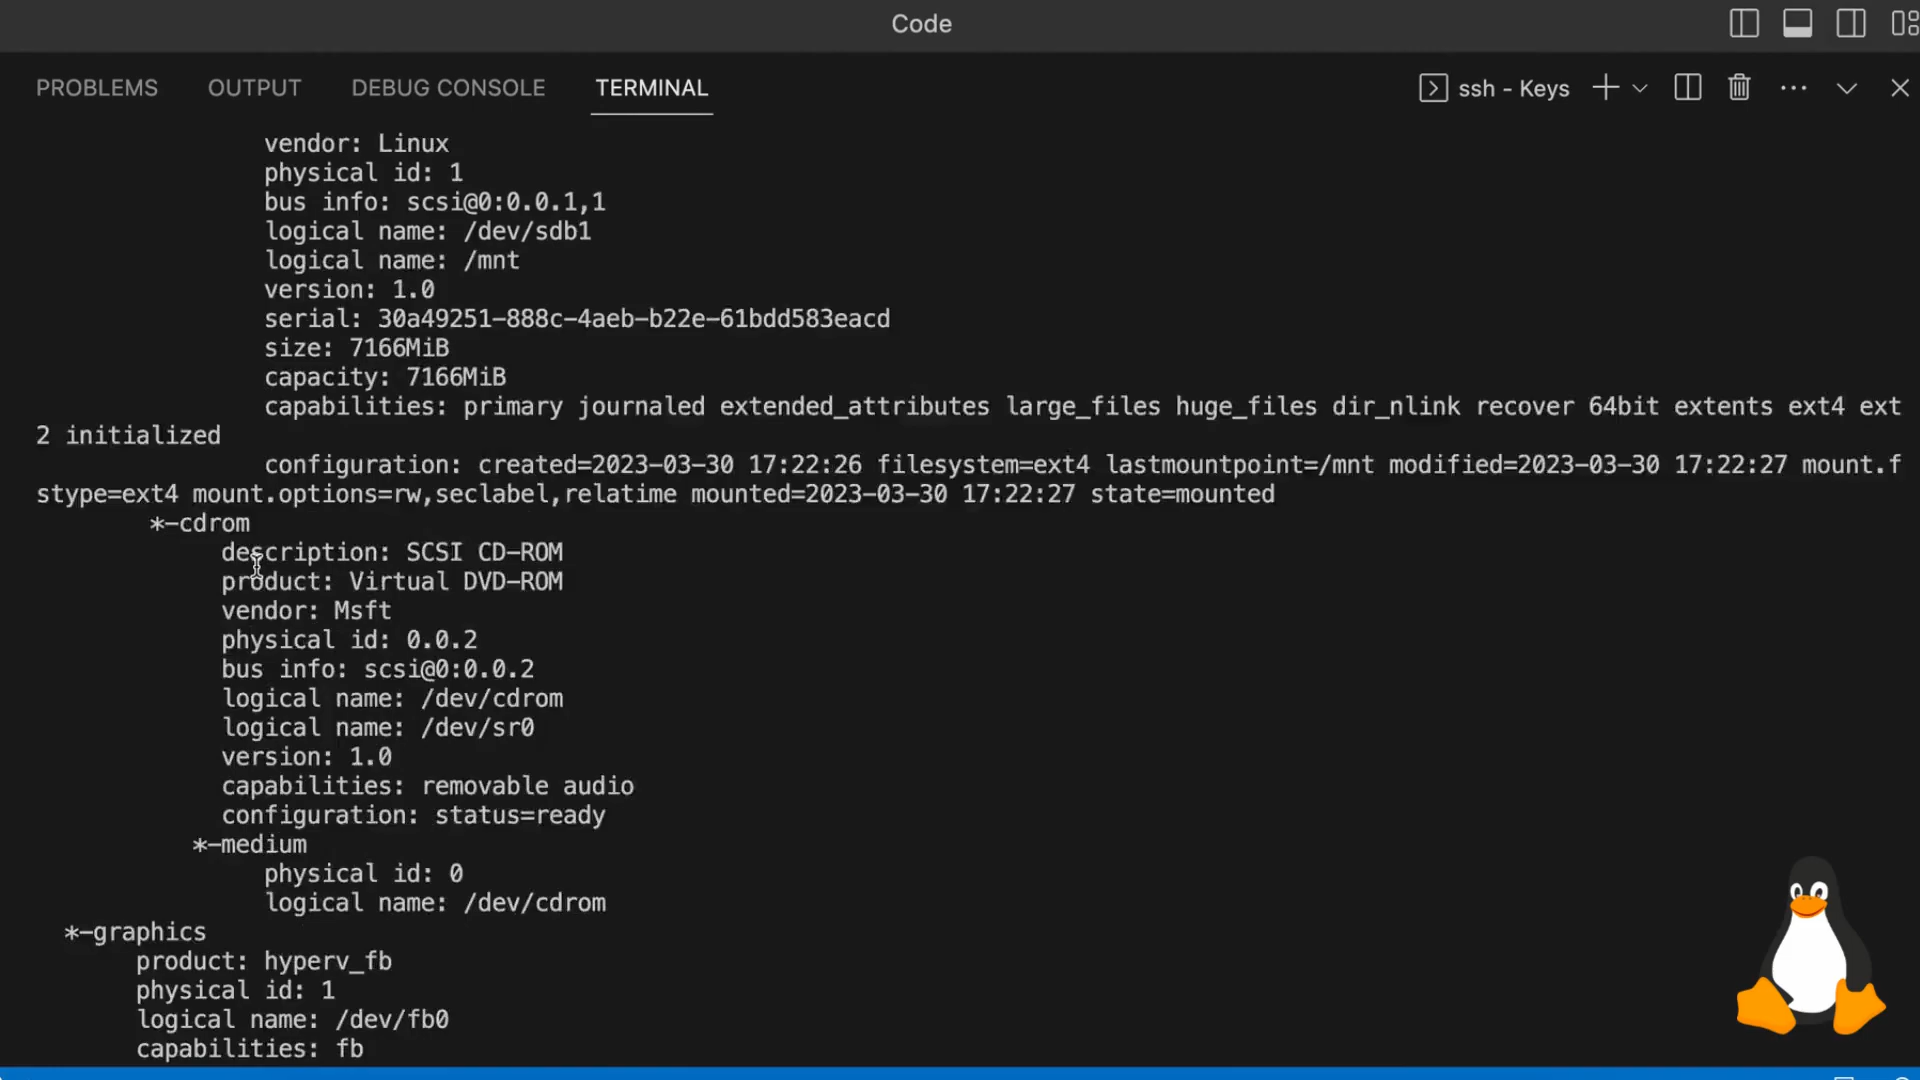 Code
PROBLEMS OUTPUT DEBUG CONSOLE TERMINAL ssh - Keys
vendor: Linux
physical id: 1
bus info: scsi@0:0.0.1,1
logical name: /dev/sdb1
logical name: /mnt
version: 1.0
serial: 30a49251-888c-4aeb-b22e-61bdd583eacd
size: 7166MiB
capacity: 7166MiB
capabilities: primary journaled extended_attributes large_files huge_files dir_nlink recover 64bit extents ext4 ext
2 initialized
configuration: created=2023-03-30 17:22:26 filesystem=ext4 lastmountpoint=/mnt modified=2023-03-30 17:22:27 mount.f
stype=ext4 mount.options=rw,seclabel,relatime mounted=2023-03-30 17:22:27 state=mounted
*-cdrom
description: SCSI CD-ROM
product: Virtual DVD-ROM
vendor: Msft
physical id: 0.0.2
bus info: scsi@0:0.0.2
logical name: /dev/cdrom
logical name: /dev/sr0
version: 1.0
capabilities: removable audio
configuration: status=ready
*-medium
physical id: 0
logical name: /dev/cdrom
*-graphics
product: hyperv_fb
physical id: 1
logical name: /dev/fb0
capabilities: fb